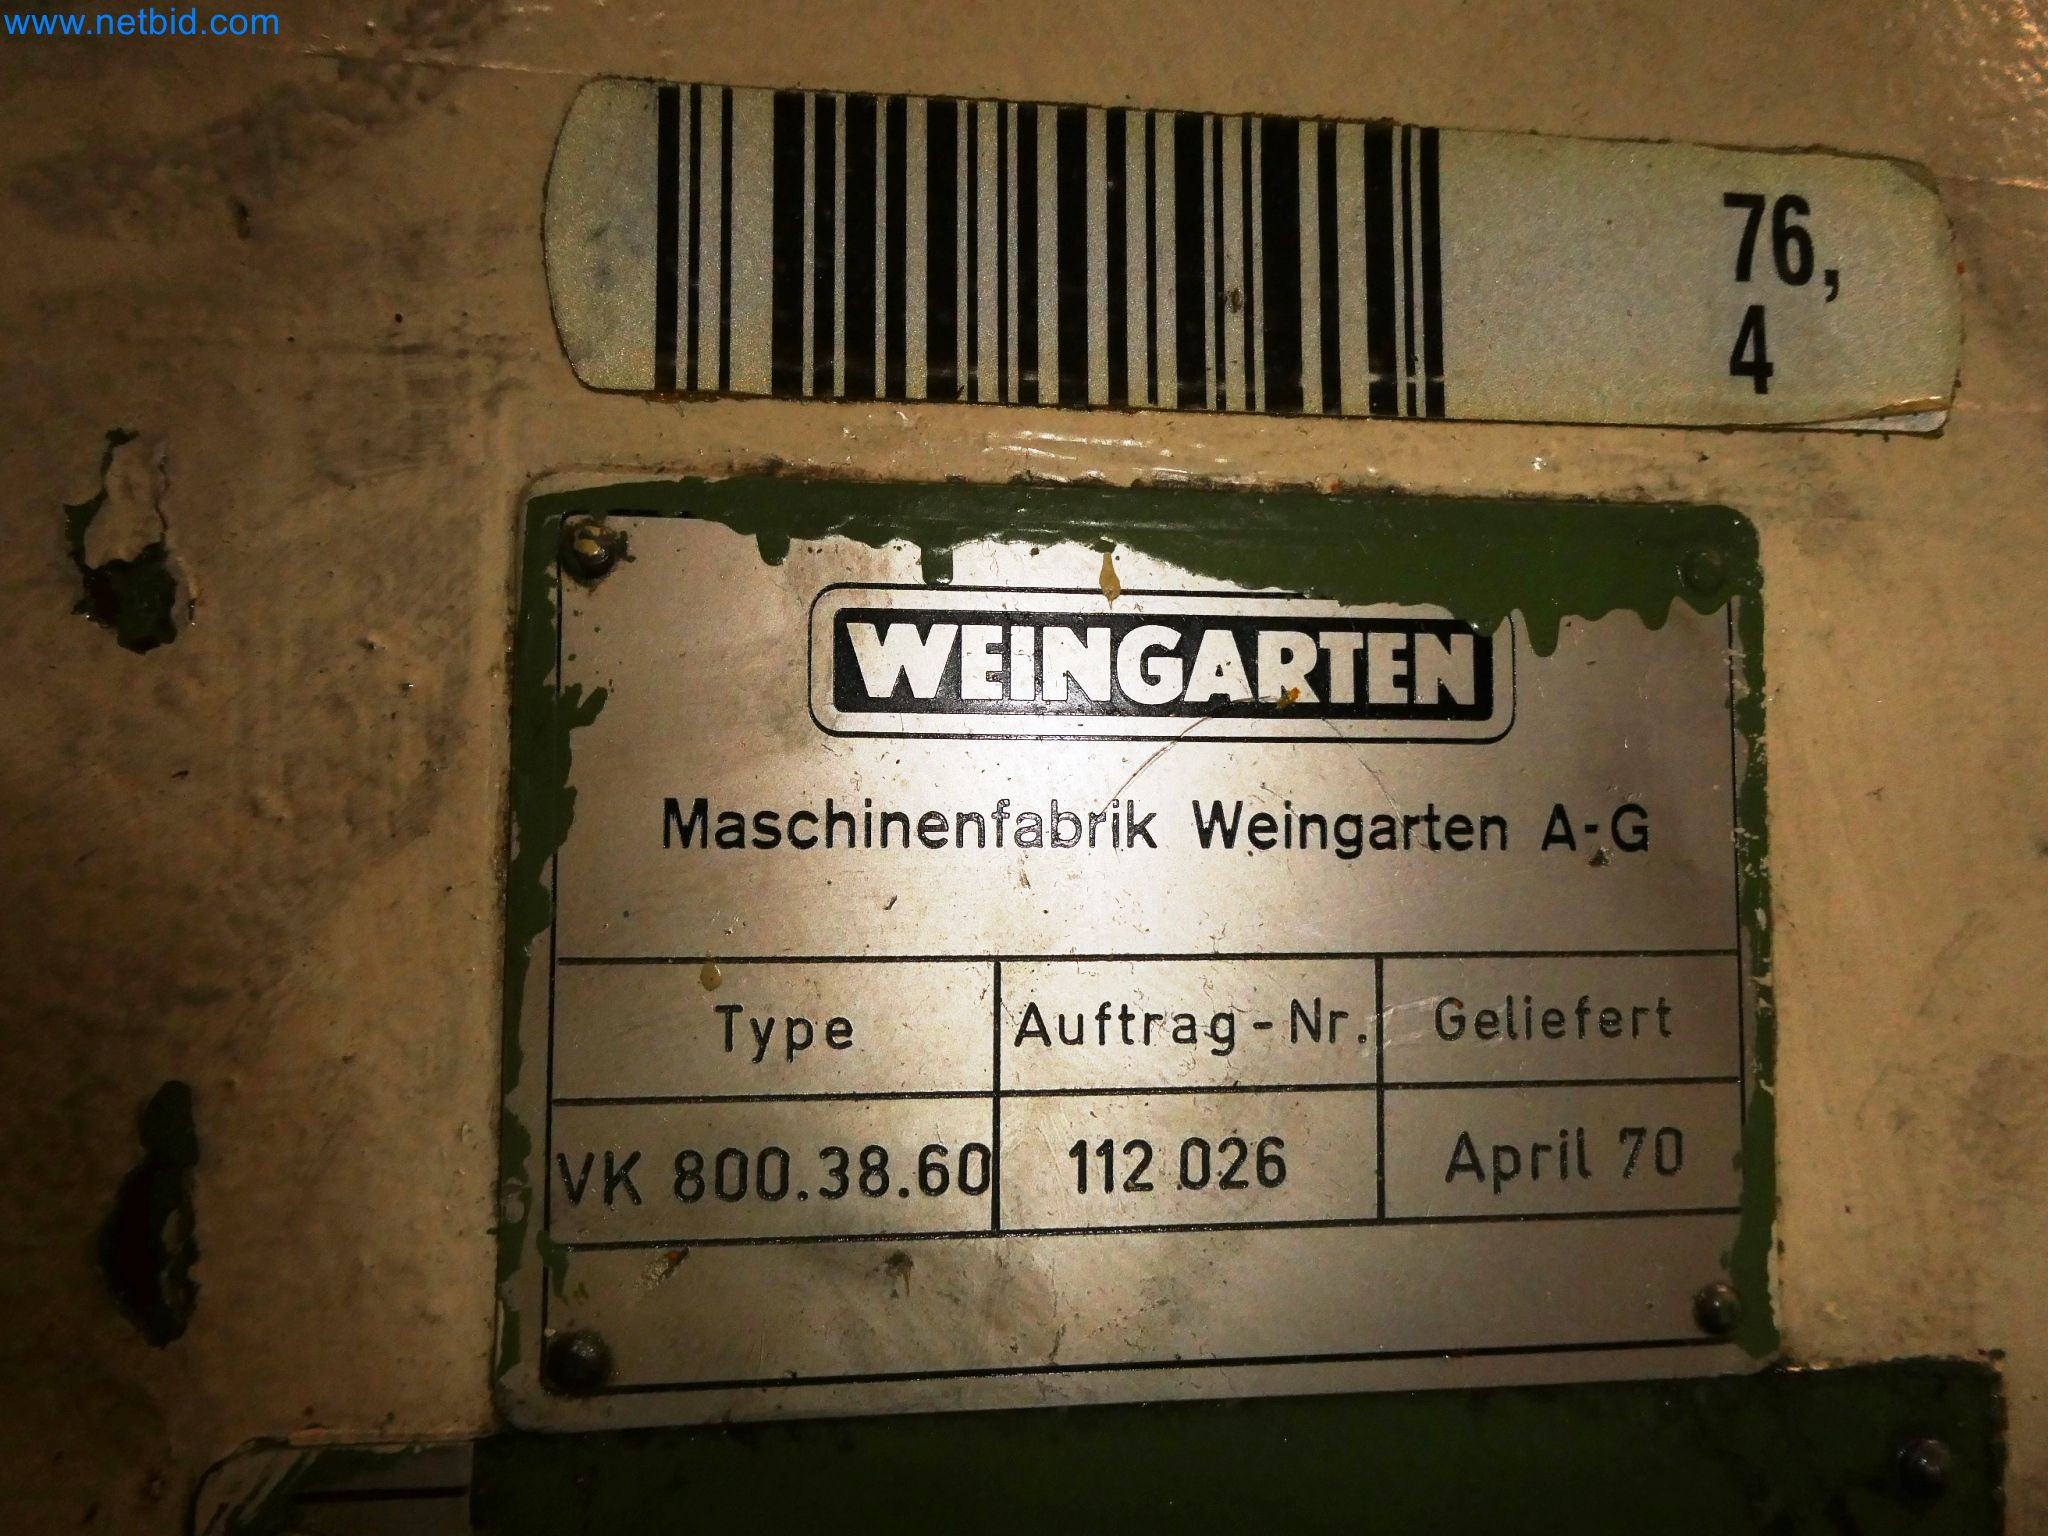 www.netbid.com
76,
4
WEINGARTEN
Maschinenfabrik Weingarten A-G
Type Auftrag-Nr. Geliefert
VK 800.38.60 112 026 April 70